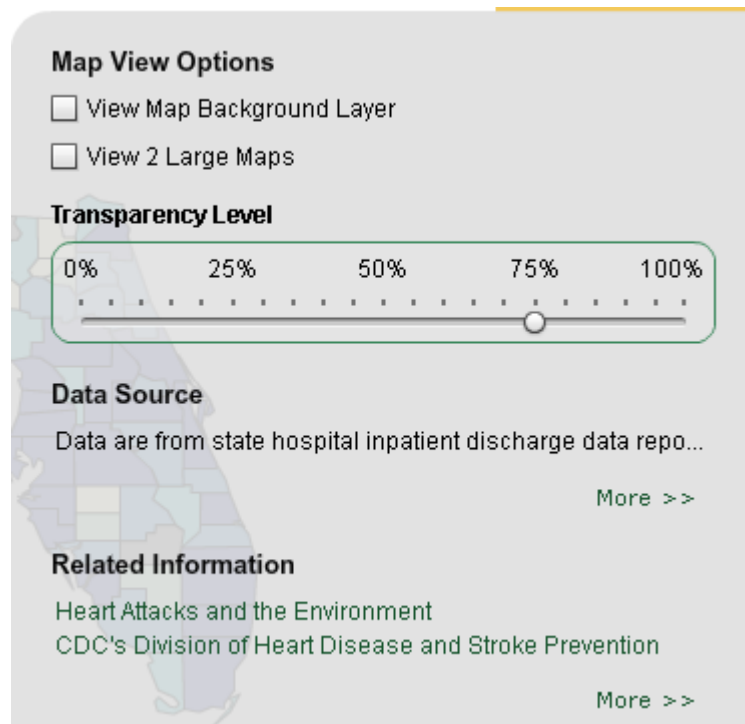 Map View Options
View Map Background Layer
View 2 Large Maps
Transparency Level
0% 25% 50% 75% 100%
Data Source
Data are from state hospital inpatient discharge data repo...
More >>
Related Information
Heart Attacks and the Environment
CDC's Division of Heart Disease and Stroke Prevention
More >>